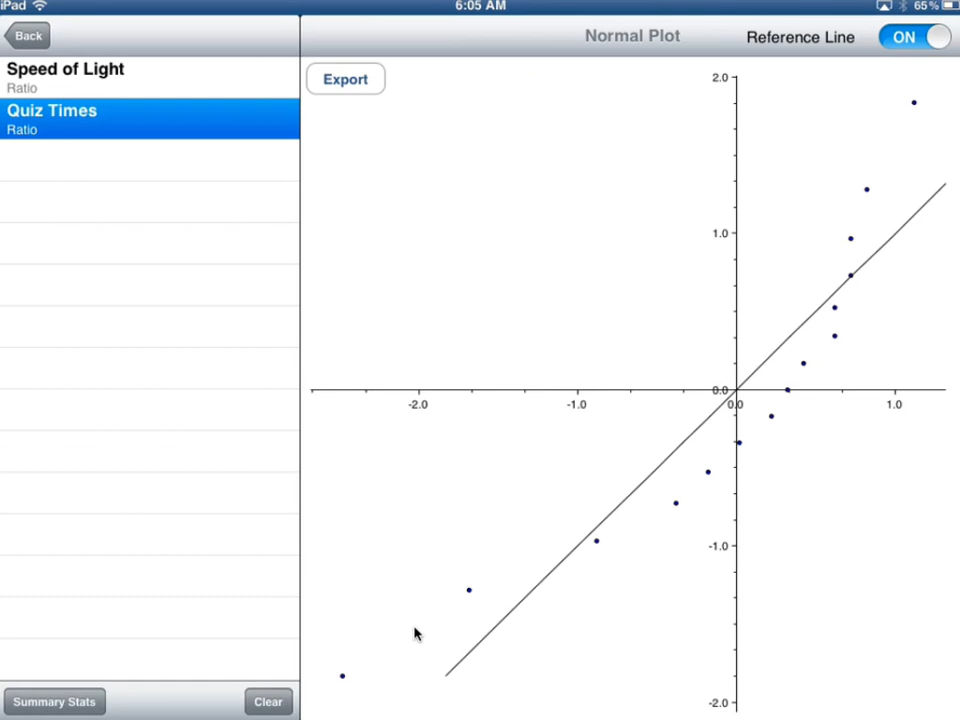 iPad 6:05 AM 65%
Back Normal Plot Reference Line ON
Speed of Light
Ratio
Quiz Times
Ratio
Export
2.0
1.0
0.0
-2.0 -1.0 0.0 1.0
-1.0
-2.0
Summary Stats Clear